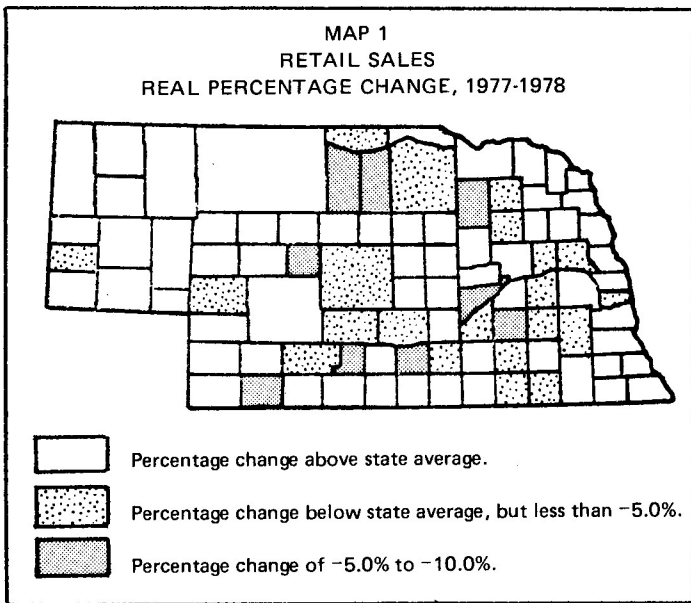 MAP 1
RETAIL SALES
REAL PERCENTAGE CHANGE, 1977-1978
Percentage change above state average.
Percentage change below state average, but less than −5.0%.
Percentage change of −5.0% to −10.0%.